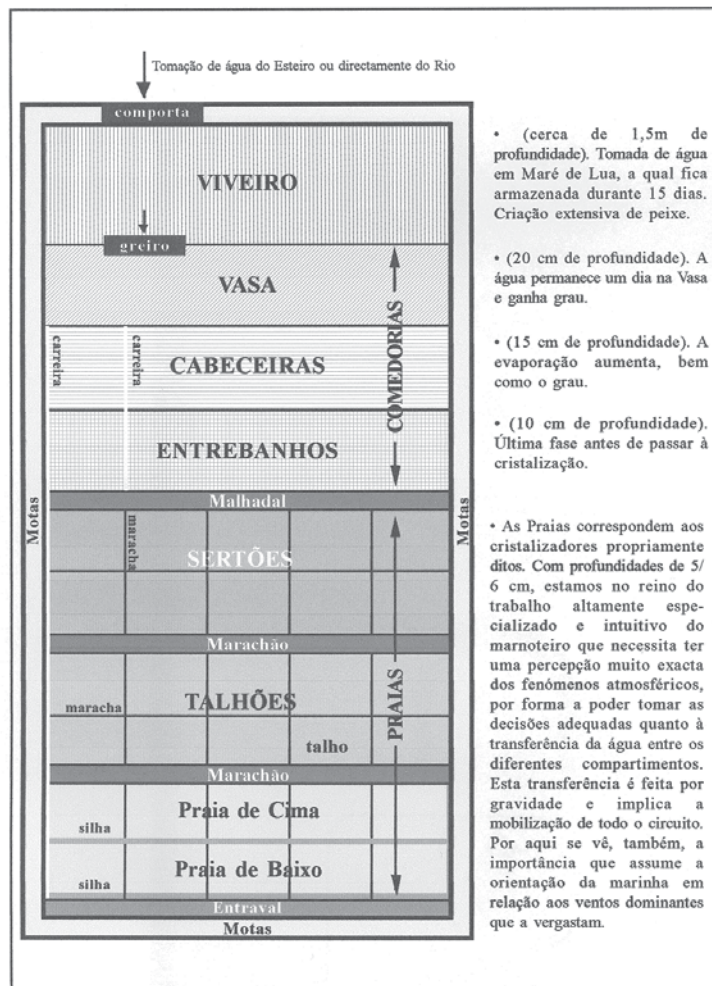 Tomação de água do Esteiro ou directamente do Rio
comporta
VIVEIRO
greiro
VASA
carreira
carreira
CABECEIRAS
ENTREBANHOS
COMEDORIAS
Malhadal
Motas
Motas
maracha
SERTÕES
Marachão
maracha
TALHÕES
talho
PRAIAS
Marachão
Praia de Cima
silha
Praia de Baixo
silha
Entraval
Motas
• (cerca de 1,5m de
profundidade). Tomada de água
em Maré de Lua, a qual fica
armazenada durante 15 dias.
Criação extensiva de peixe.
• (20 cm de profundidade). A
água permanece um dia na Vasa
e ganha grau.
• (15 cm de profundidade). A
evaporação aumenta, bem
como o grau.
• (10 cm de profundidade).
Última fase antes de passar à
cristalização.
• As Praias correspondem aos
cristalizadores propriamente
ditos. Com profundidades de 5/
6 cm, estamos no reino do
trabalho altamente espe-
cializado e intuitivo do
marnoteiro que necessita ter
uma percepção muito exacta
dos fenómenos atmosféricos,
por forma a poder tomar as
decisões adequadas quanto à
transferência da água entre os
diferentes compartimentos.
Esta transferência é feita por
gravidade e implica a
mobilização de todo o circuito.
Por aqui se vê, também, a
importância que assume a
orientação da marinha em
relação aos ventos dominantes
que a vergastam.